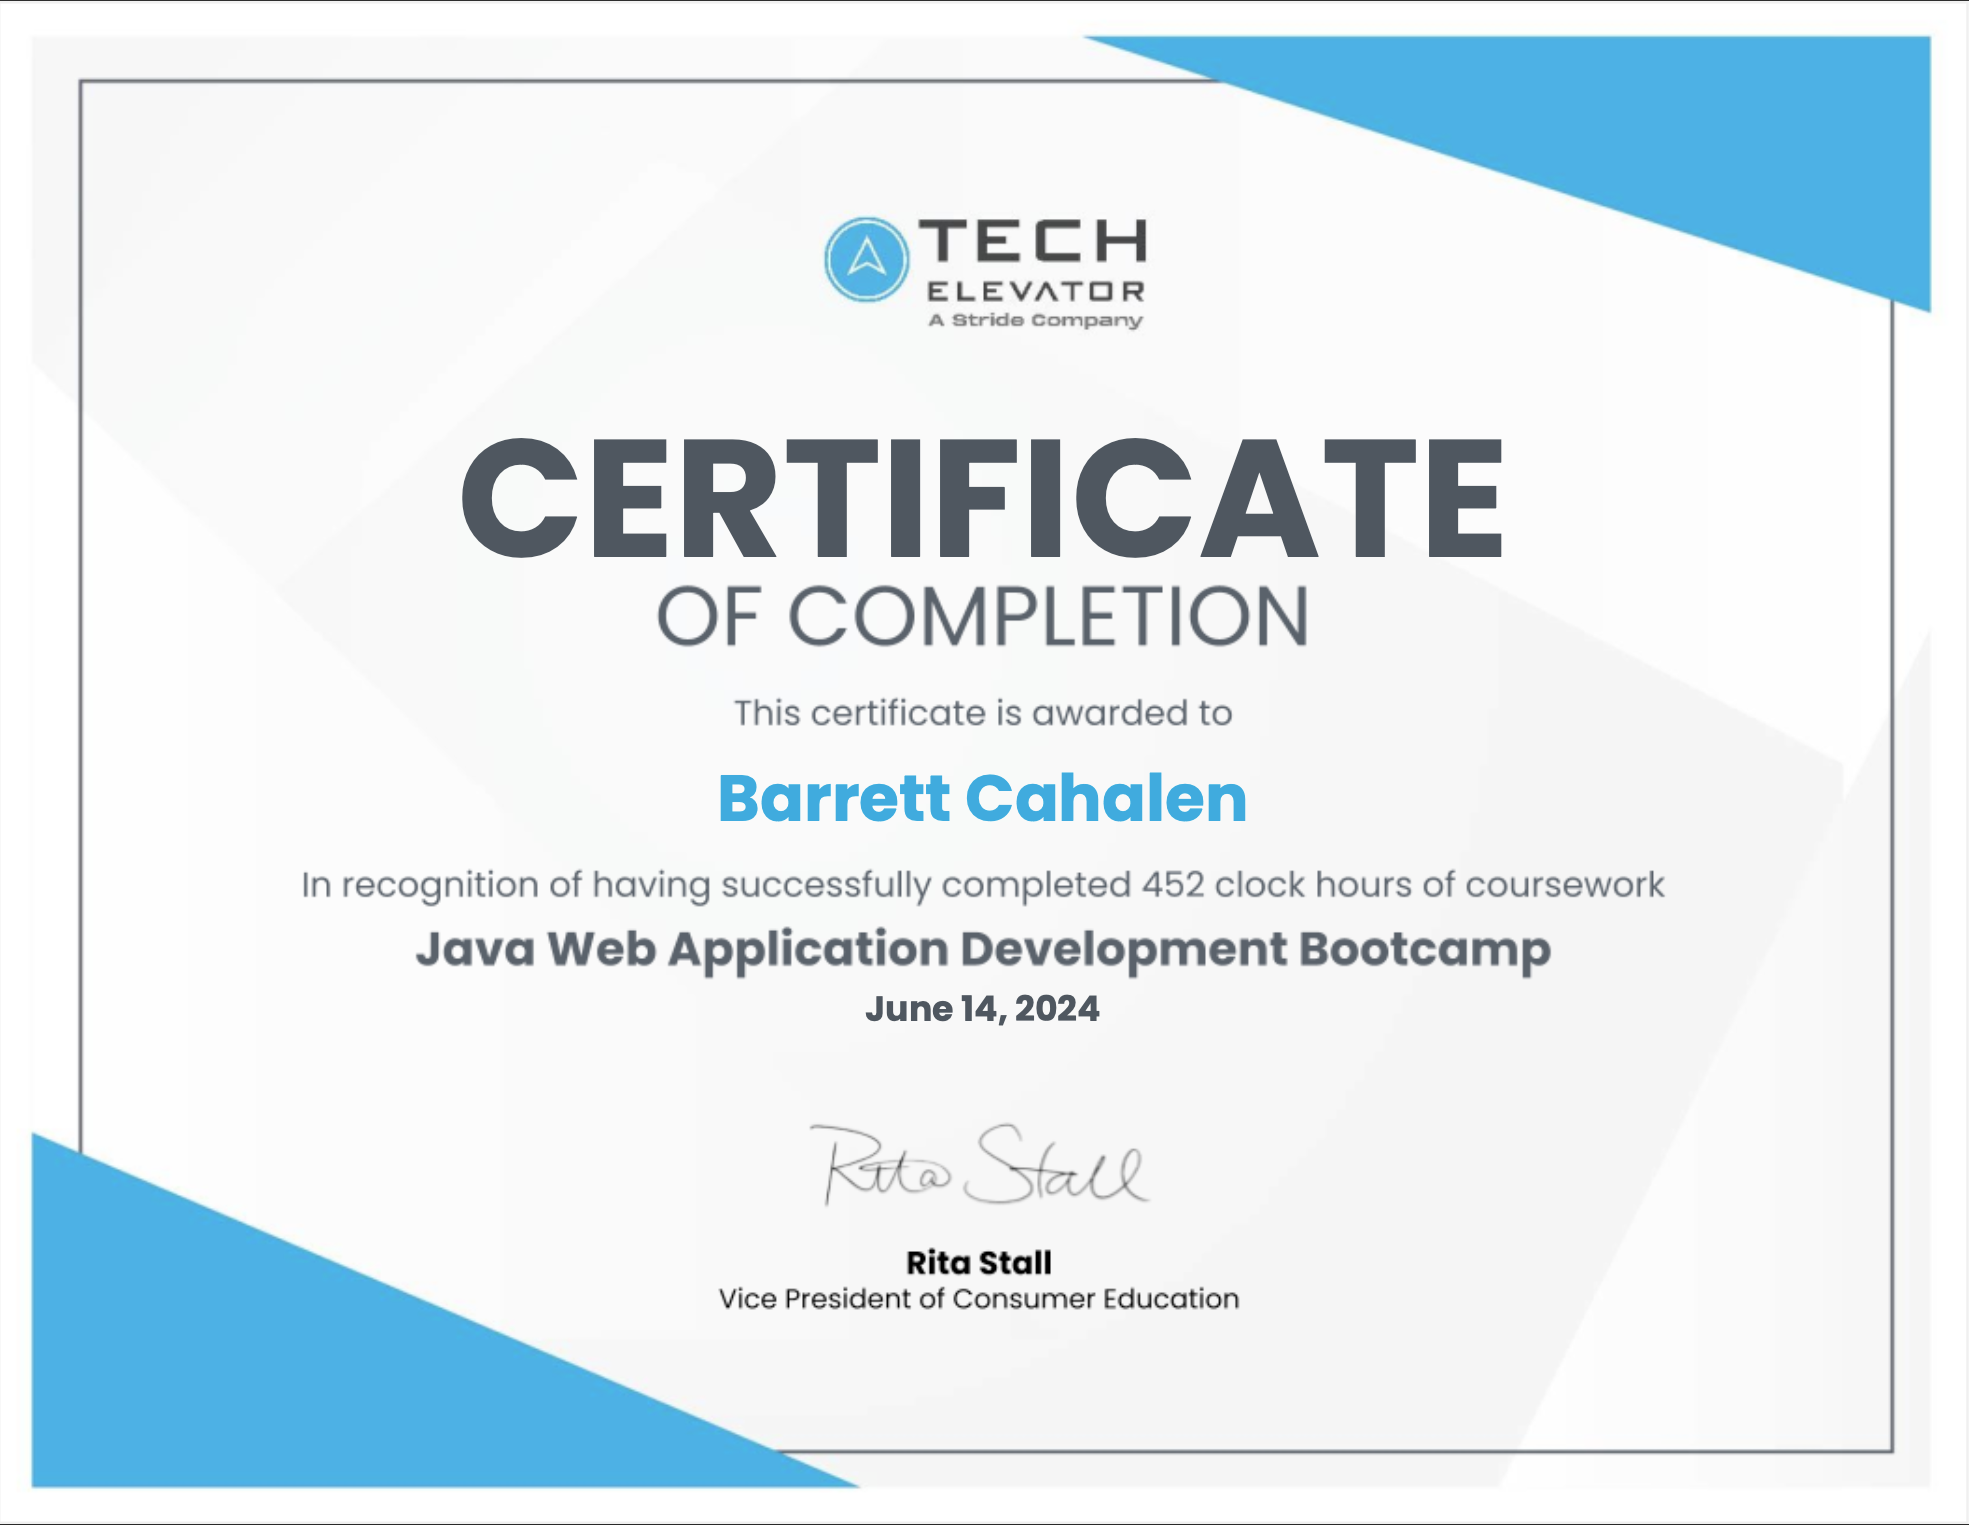 TECH
ELEVATOR
A Stride Company
CERTIFICATE
OF COMPLETION
This certificate is awarded to
Barrett Cahalen
In recognition of having successfully completed 452 clock hours of coursework
Java Web Application Development Bootcamp
June 14, 2024
Rita Stall
Rita Stall
Vice President of Consumer Education